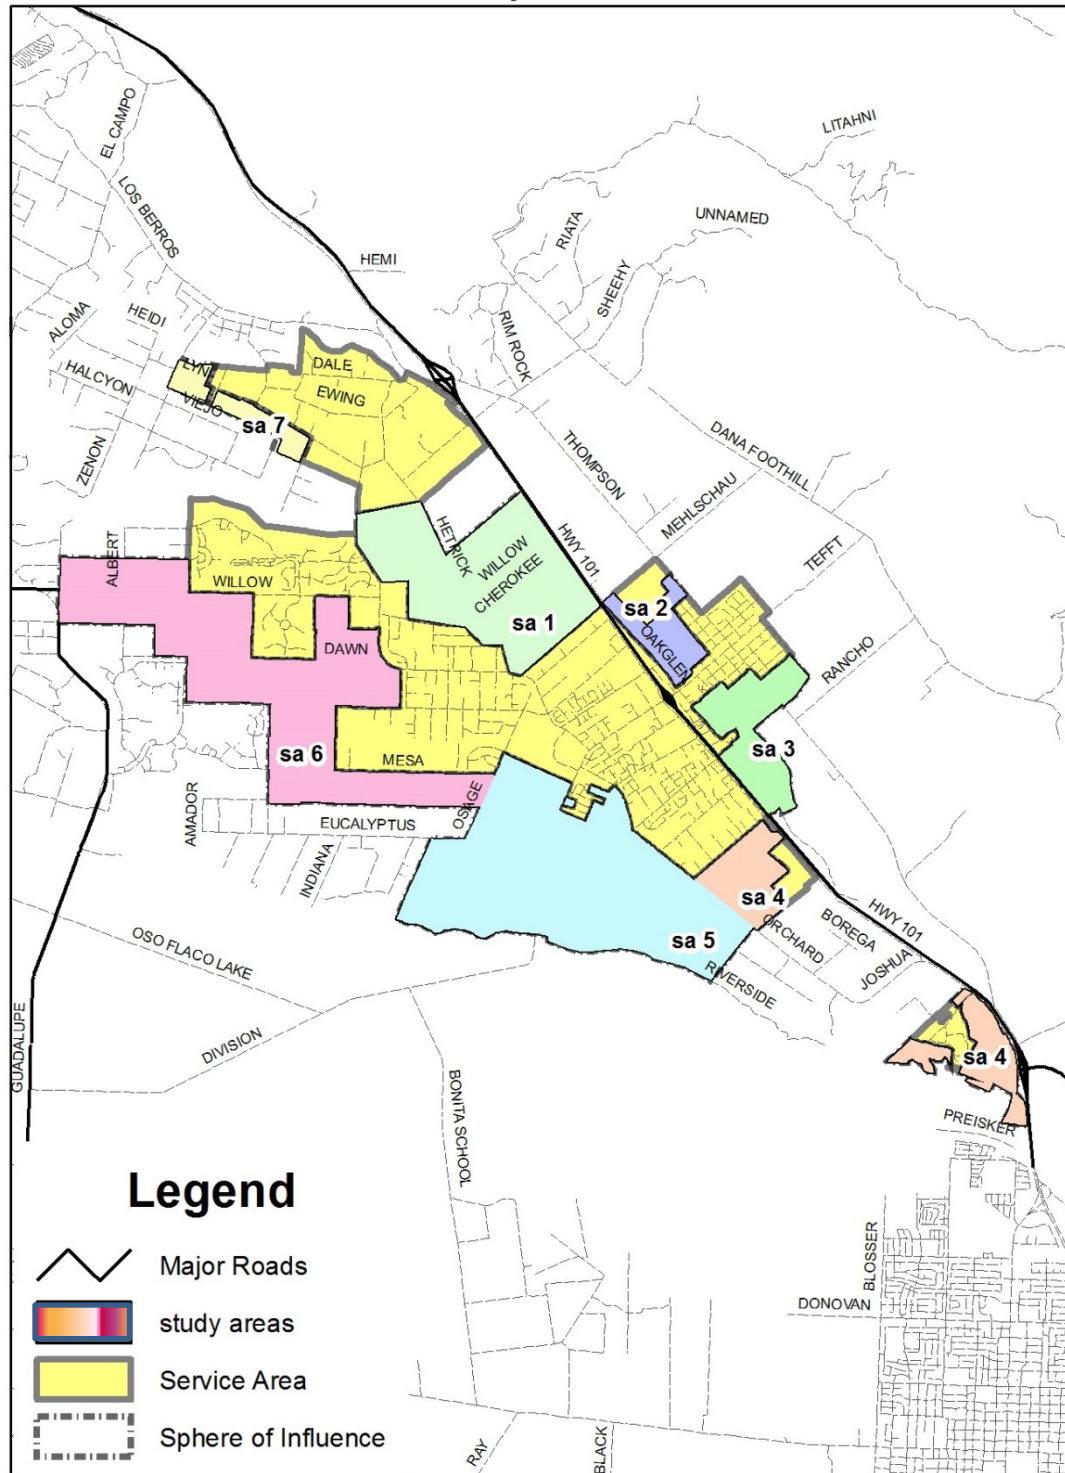 EL CAMPO
LITAHNI
LOS BERROS
UNNAMED
RIATA
HEMI
SHEEHY
ALOMA
HEIDI
RIM ROCK
LYN
DALE
HALCYON
EWING
VIEJO
sa 7
ZENON
THOMPSON
DANA FOOTHILL
MEHLSCHAU
HETRICK
HWY 101
WILLOW
CHEROKEE
TEFFT
ALBERT
WILLOW
sa 1
sa 2
OAKGLEN
DAWN
RANCHO
sa 6
MESA
sa 3
AMADOR
OSAGE
EUCALYPTUS
INDIANA
sa 4
HWY 101
BOREGA
ORCHARD
OSO FLACO LAKE
sa 5
JOSHUA
RIVERSIDE
GUADALUPE
DIVISION
sa 4
BONITA SCHOOL
PREISKER
Legend
BLOSSER
Major Roads
DONOVAN
study areas
Service Area
Sphere of Influence
RAY
BLACK